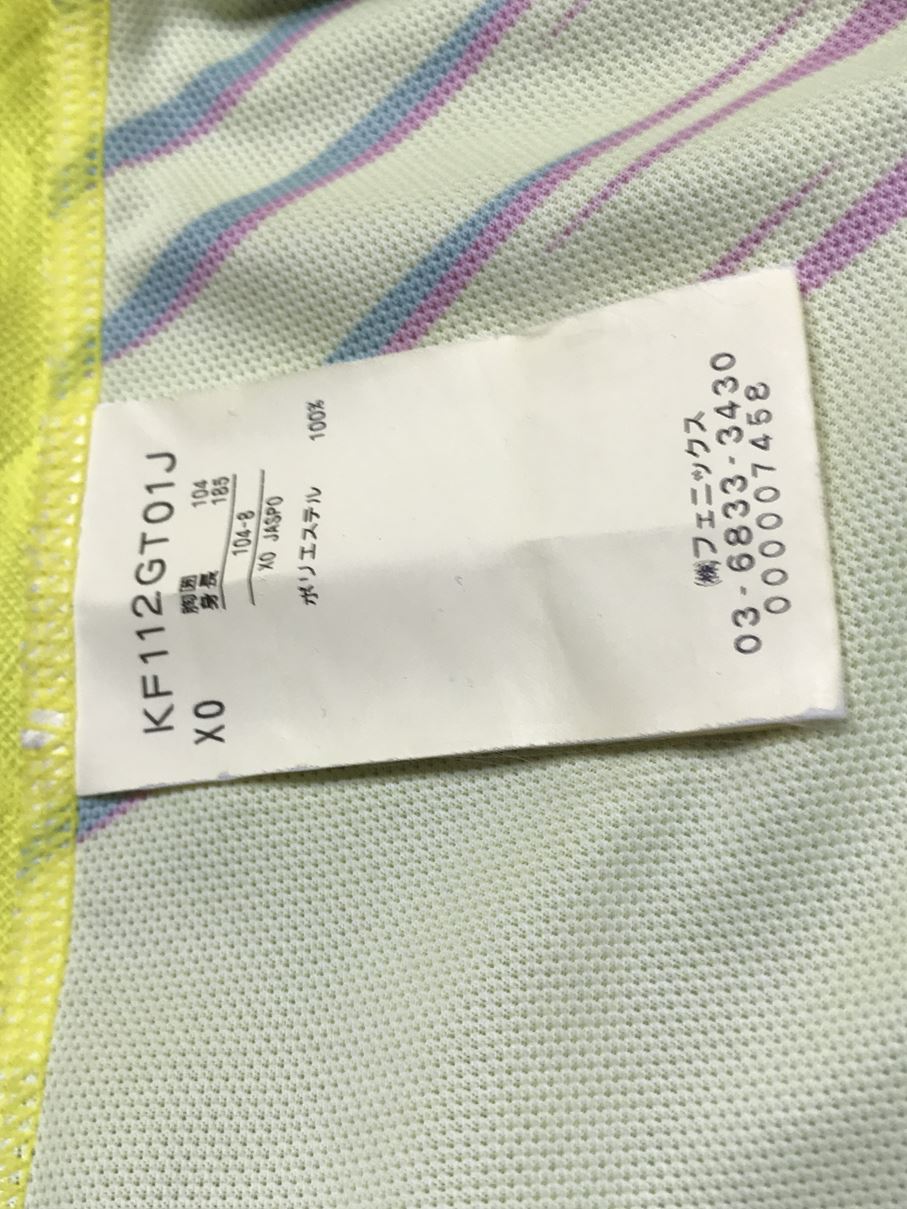 KF112GT01J
XO
胸囲 104
身長 185
104-8
XO JASPO
ポリエステル 100%
㈱フェニックス
03-6833-3430
00007458